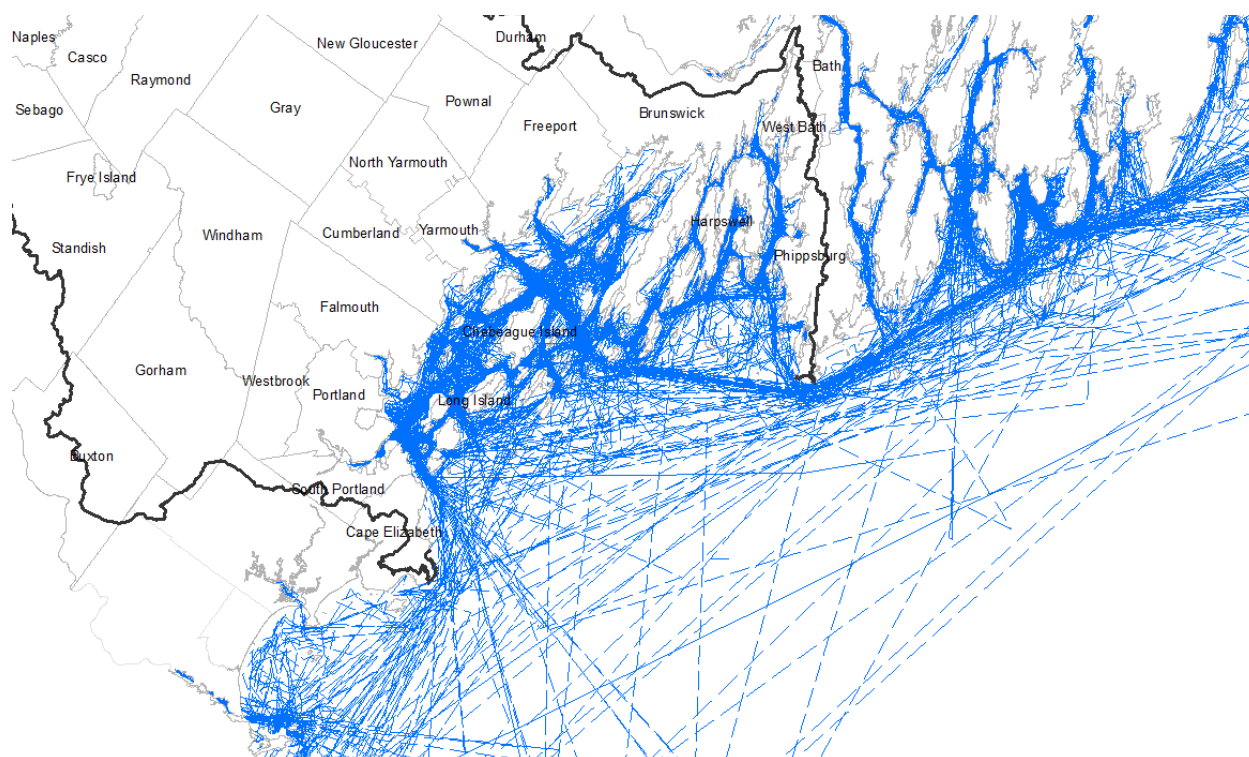 Naples
Durham
New Gloucester
Casco
Raymond
Bath
Gray
Pownal
Sebago
Brunswick
Freeport
West Bath
North Yarmouth
Frye Island
Harpswell
Yarmouth
Cumberland
Windham
Standish
Phippsburg
Falmouth
Chebeague Island
Gorham
Westbrook
Portland
Long Island
Buxton
South Portland
Cape Elizabeth